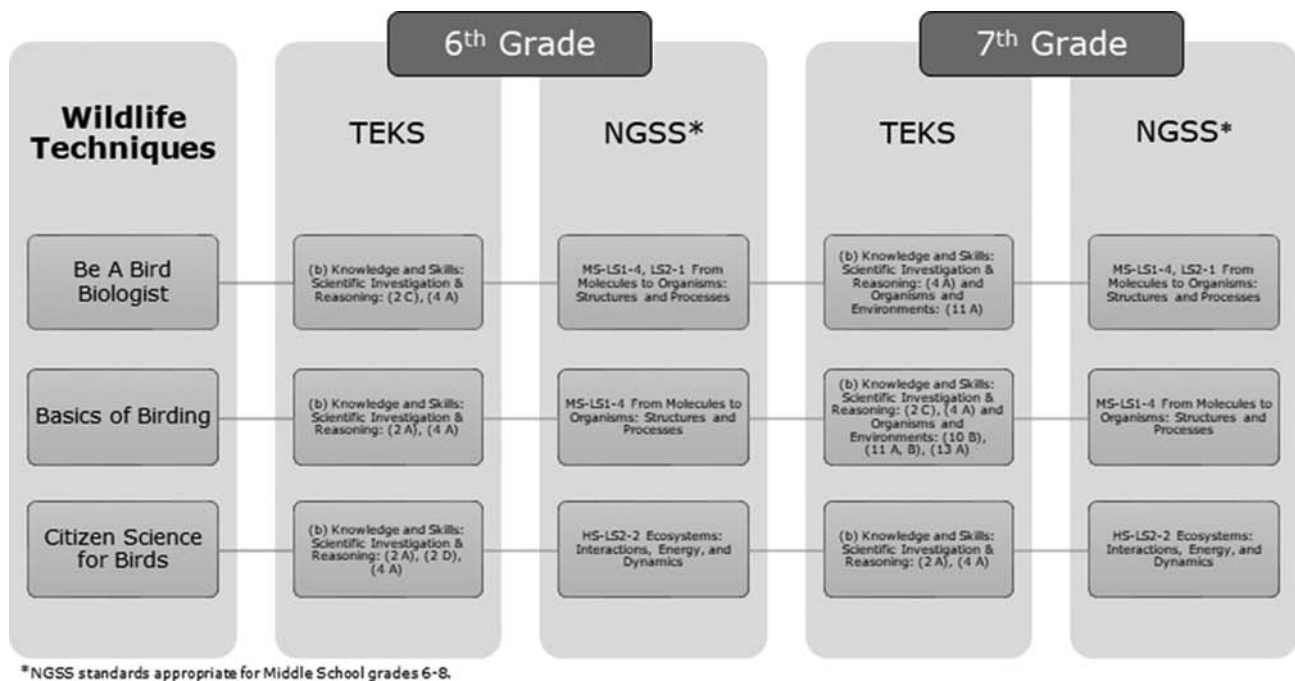 6th Grade
7th Grade
Wildlife
Techniques
TEKS
NGSS*
TEKS
NGSS*
Be A Bird
Biologist
(b) Knowledge and Skills:
Scientific Investigation &
Reasoning: (2 C), (4 A)
MS-LS1-4, LS2-1 From
Molecules to Organisms:
Structures and Processes
(b) Knowledge and Skills:
Scientific Investigation &
Reasoning: (4 A) and
Organisms and
Environments: (11 A)
MS-LS1-4, LS2-1 From
Molecules to Organisms:
Structures and Processes
Basics of Birding
(b) Knowledge and Skills:
Scientific Investigation &
Reasoning: (2 A), (4 A)
MS-LS1-4 From Molecules to
Organisms: Structures and
Processes
(b) Knowledge and Skills:
Scientific Investigation &
Reasoning: (2 C), (4 A) and
Organisms and
Environments: (10 B),
(11 A, B), (13 A)
MS-LS1-4 From Molecules to
Organisms: Structures and
Processes
Citizen Science
for Birds
(b) Knowledge and Skills:
Scientific Investigation &
Reasoning: (2 A), (2 D),
(4 A)
HS-LS2-2 Ecosystems:
Interactions, Energy, and
Dynamics
(b) Knowledge and Skills:
Scientific Investigation &
Reasoning: (2 A), (4 A)
HS-LS2-2 Ecosystems:
Interactions, Energy, and
Dynamics
*NGSS standards appropriate for Middle School grades 6-8.